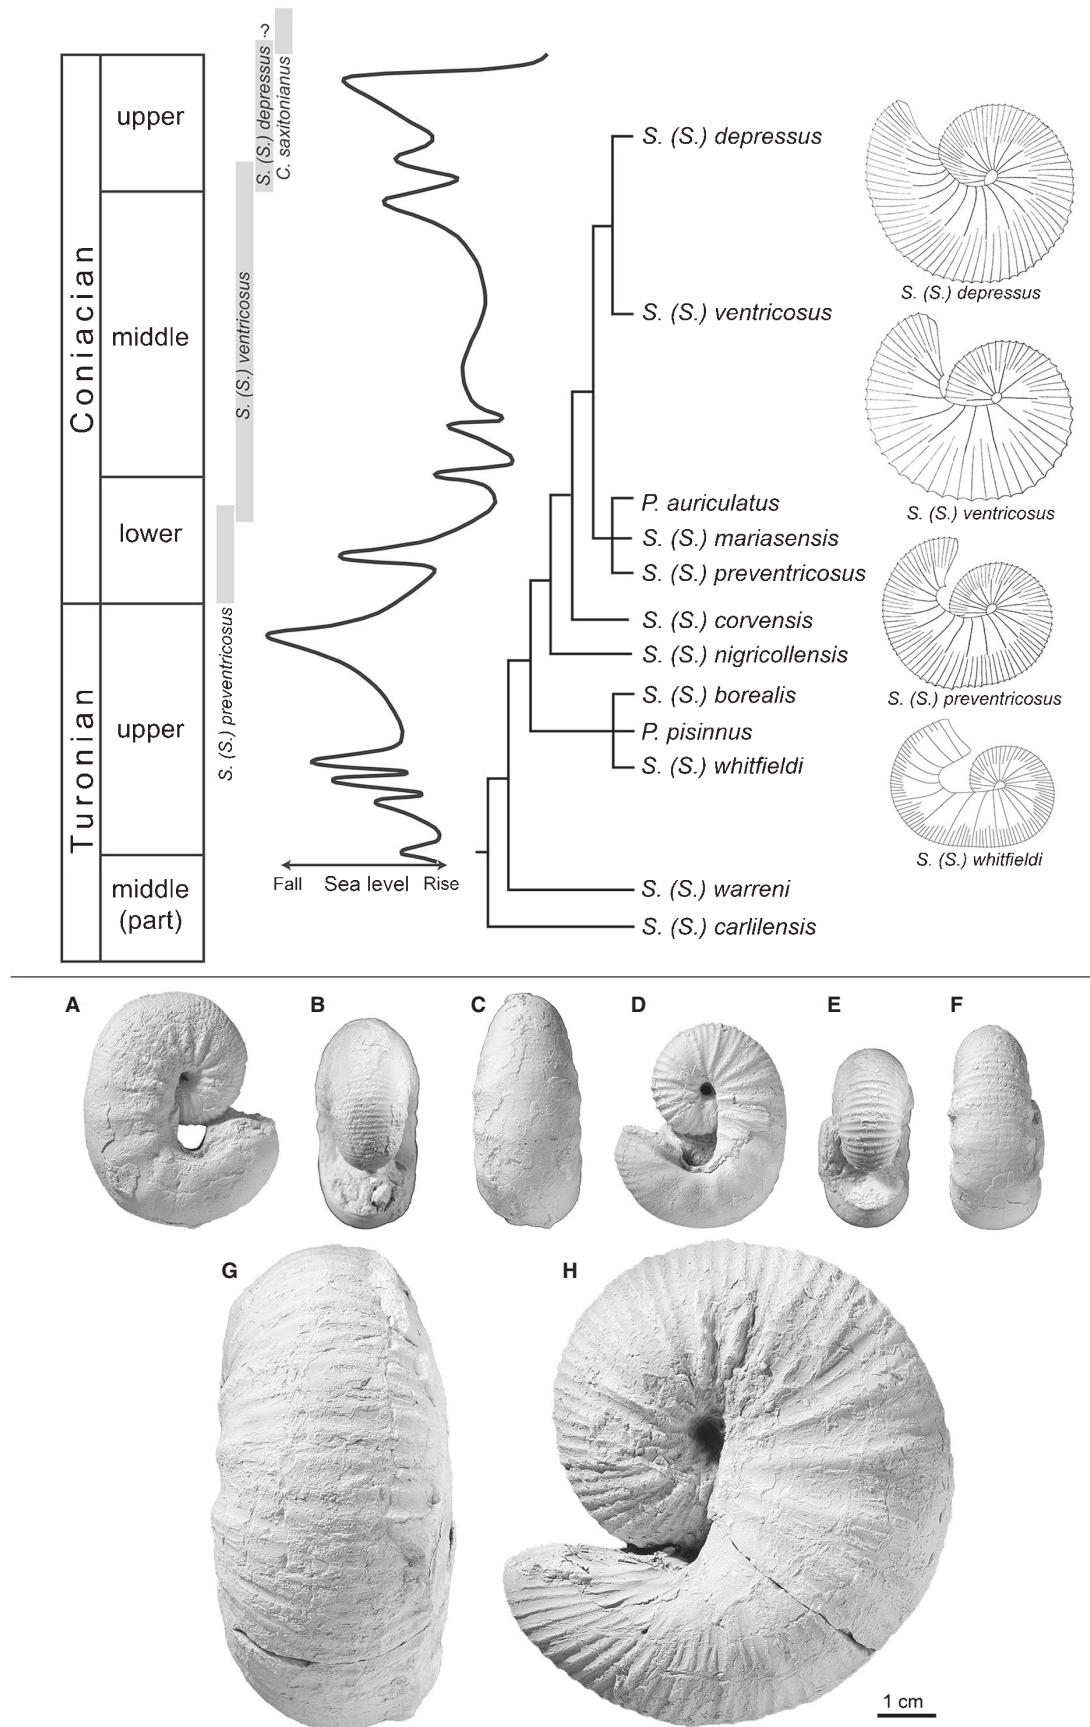 ?
S. (S.) depressus
C. saxitonianus
S. (S.) ventricosus
S. (S.) preventricosus
Coniacian
upper
middle
lower
Turonian
upper
middle
(part)
Fall
Sea level
Rise
S. (S.) depressus
S. (S.) ventricosus
P. auriculatus
S. (S.) mariasensis
S. (S.) preventricosus
S. (S.) corvensis
S. (S.) nigricollensis
S. (S.) borealis
P. pisinnus
S. (S.) whitfieldi
S. (S.) warreni
S. (S.) carlilensis
S. (S.) depressus
S. (S.) ventricosus
S. (S.) preventricosus
S. (S.) whitfieldi
A
B
C
D
E
F
G
H
1 cm